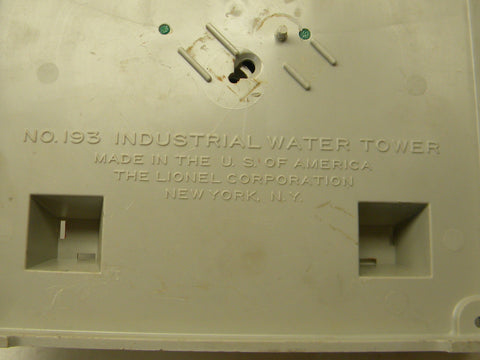 NO. 193 INDUSTRIAL WATER TOWER
MADE IN THE U. S. OF AMERICA
THE LIONEL CORPORATION
NEW YORK, N.Y.